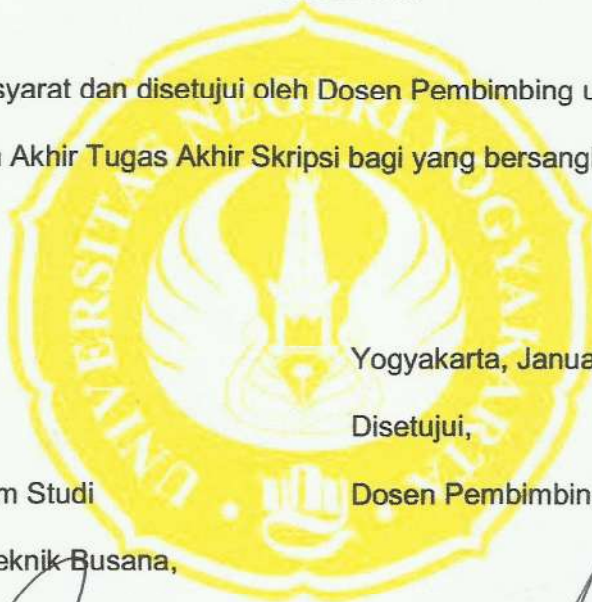 syarat dan disetujui oleh Dosen Pembimbing u
Akhir Tugas Akhir Skripsi bagi yang bersang
UNIVERSITAS NEGERI YOGYAKARTA
Yogyakarta, Janua
Disetujui,
m Studi
Dosen Pembimbin
eknik Busana,